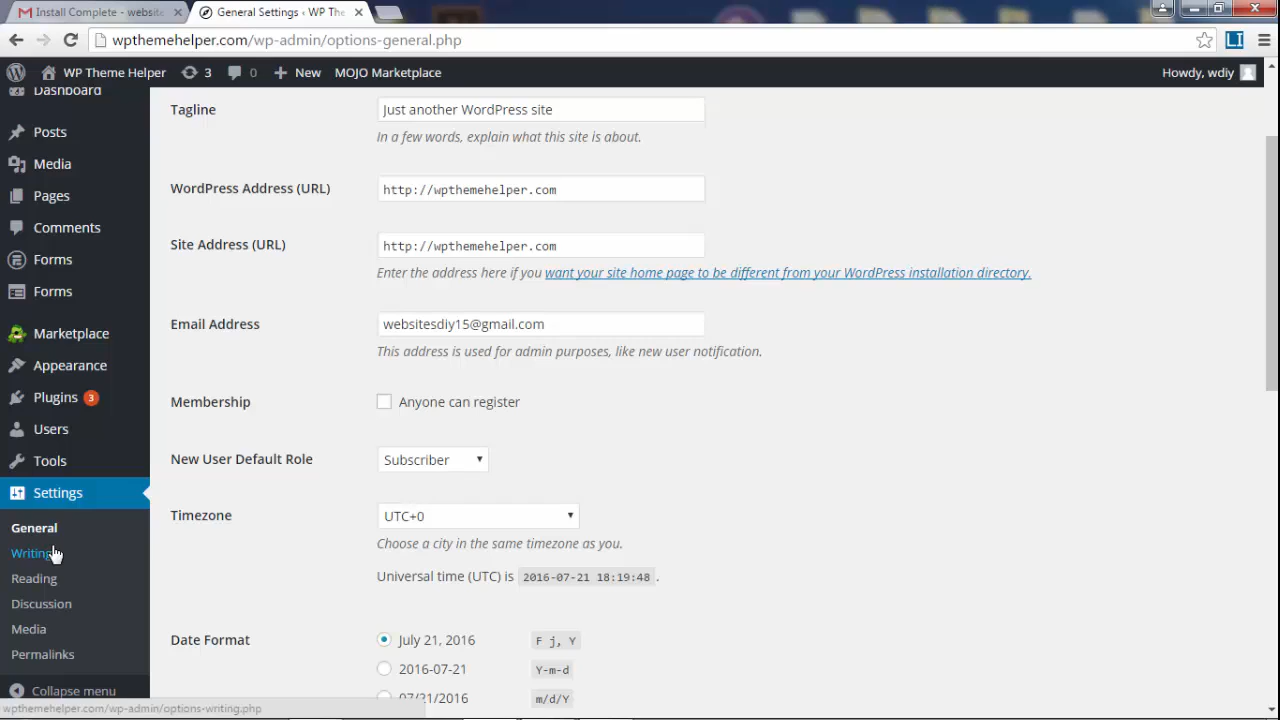 Install Complete - website
General Settings ‹ WP The
wpthemehelper.com/wp-admin/options-general.php
WP Theme Helper 3 0 New MOJO Marketplace Howdy, wdiy
Dashboard
Posts
Media
Pages
Comments
Forms
Forms
Marketplace
Appearance
Plugins 3
Users
Tools
Settings
General
Writing
Reading
Discussion
Media
Permalinks
Collapse menu
Tagline
Just another WordPress site
In a few words, explain what this site is about.
WordPress Address (URL)
http://wpthemehelper.com
Site Address (URL)
http://wpthemehelper.com
Enter the address here if you want your site home page to be different from your WordPress installation directory.
Email Address
websitesdiy15@gmail.com
This address is used for admin purposes, like new user notification.
Membership
Anyone can register
New User Default Role
Subscriber
Timezone
UTC+0
Choose a city in the same timezone as you.
Universal time (UTC) is 2016-07-21 18:19:48 .
Date Format
July 21, 2016 F j, Y
2016-07-21 Y-m-d
07/21/2016 m/d/Y
wpthemehelper.com/wp-admin/options-writing.php